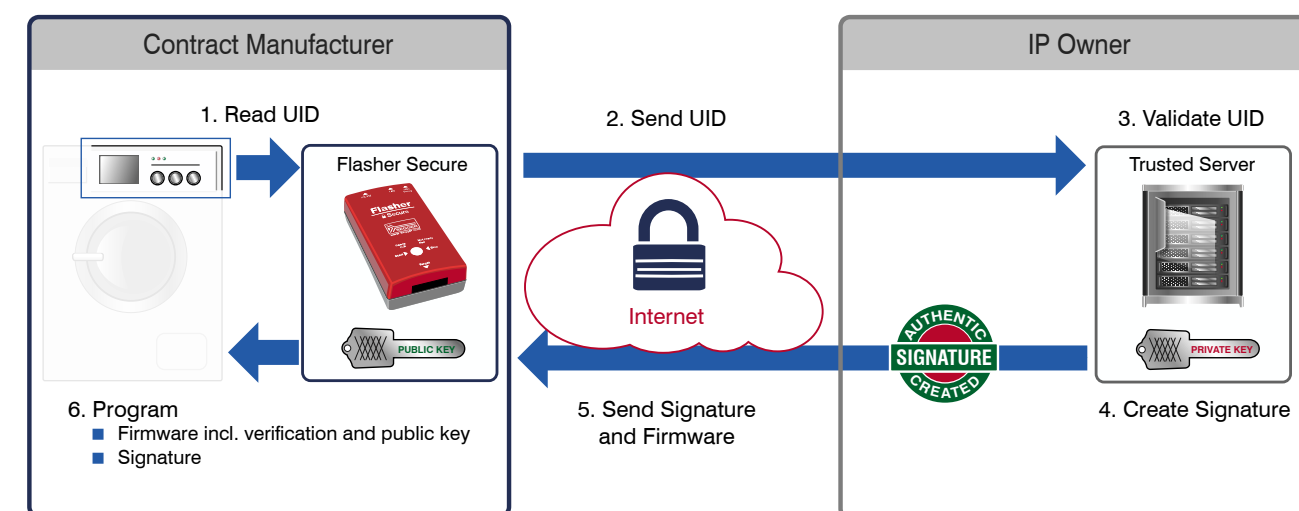 Contract Manufacturer
IP Owner
1. Read UID
2. Send UID
3. Validate UID
Flasher Secure
Trusted Server
Flasher
Secure
Internet
PUBLIC KEY
AUTHENTIC
SIGNATURE
CREATED
PRIVATE KEY
6. Program
Firmware incl. verification and public key
Signature
5. Send Signature
and Firmware
4. Create Signature